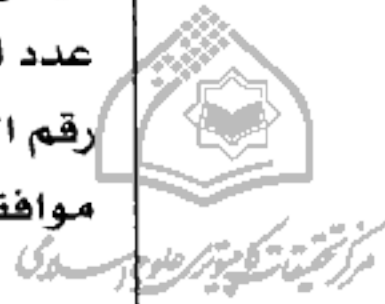 عدد ا
رقم ا
موافق
مرکز تحقیقات کامپیوتری علوم اسلامی